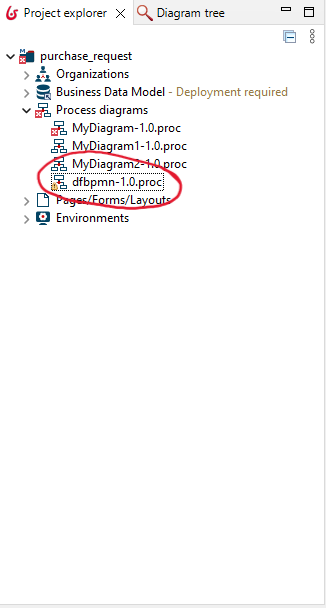 Project explorer Diagram tree
purchase_request
Organizations
Business Data Model - Deployment required
Process diagrams
MyDiagram-1.0.proc
MyDiagram1-1.0.proc
MyDiagram2-1.0.proc
dfbpmn-1.0.proc
Pages/Forms/Layouts
Environments